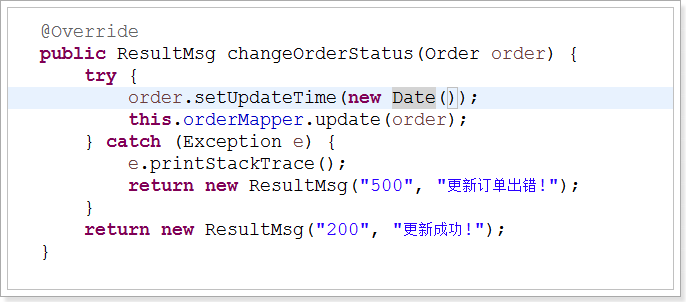 @Override
public ResultMsg changeOrderStatus(Order order) {
    try {
        order.setUpdateTime(new Date());
        this.orderMapper.update(order);
    } catch (Exception e) {
        e.printStackTrace();
        return new ResultMsg("500", "更新订单出错!");
    }
    return new ResultMsg("200", "更新成功!");
}